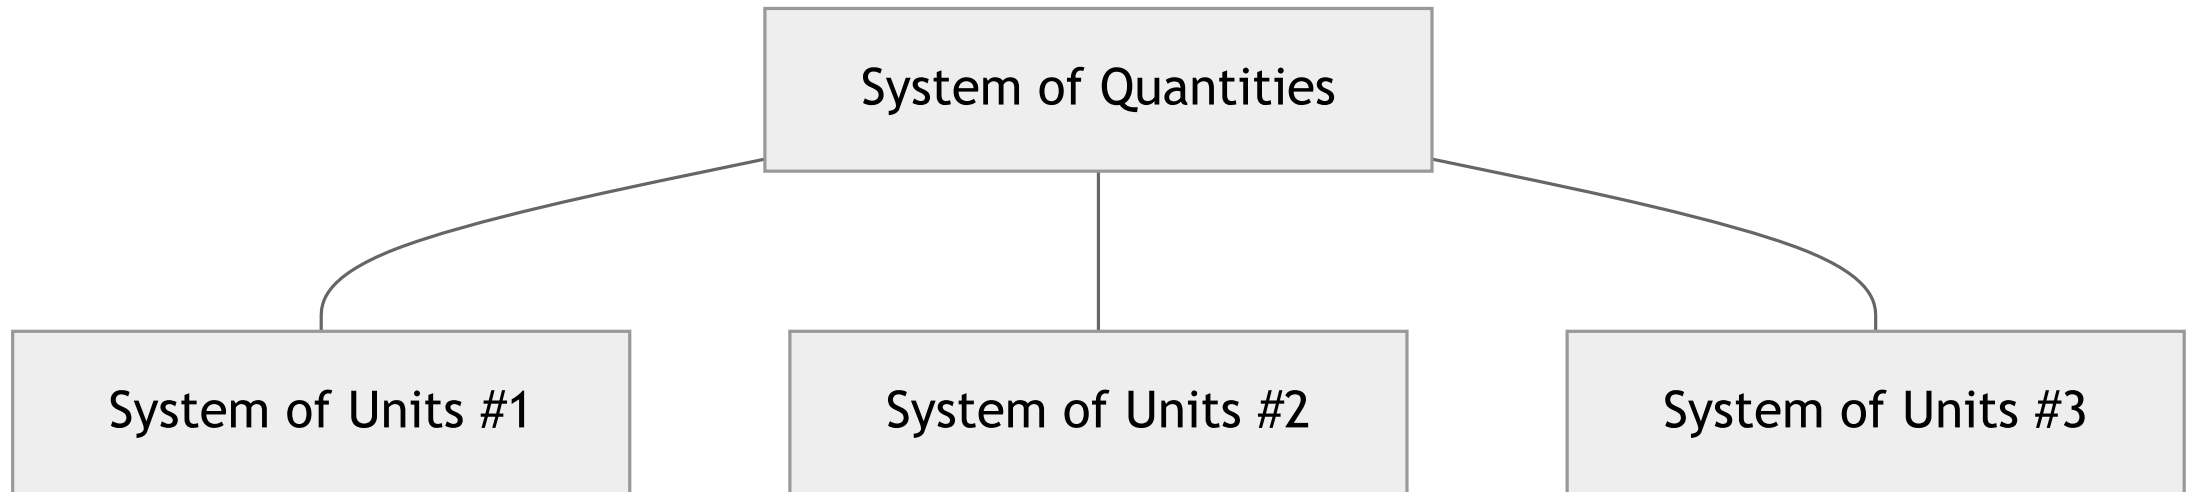 System of Quantities
System of Units #1
System of Units #2
System of Units #3